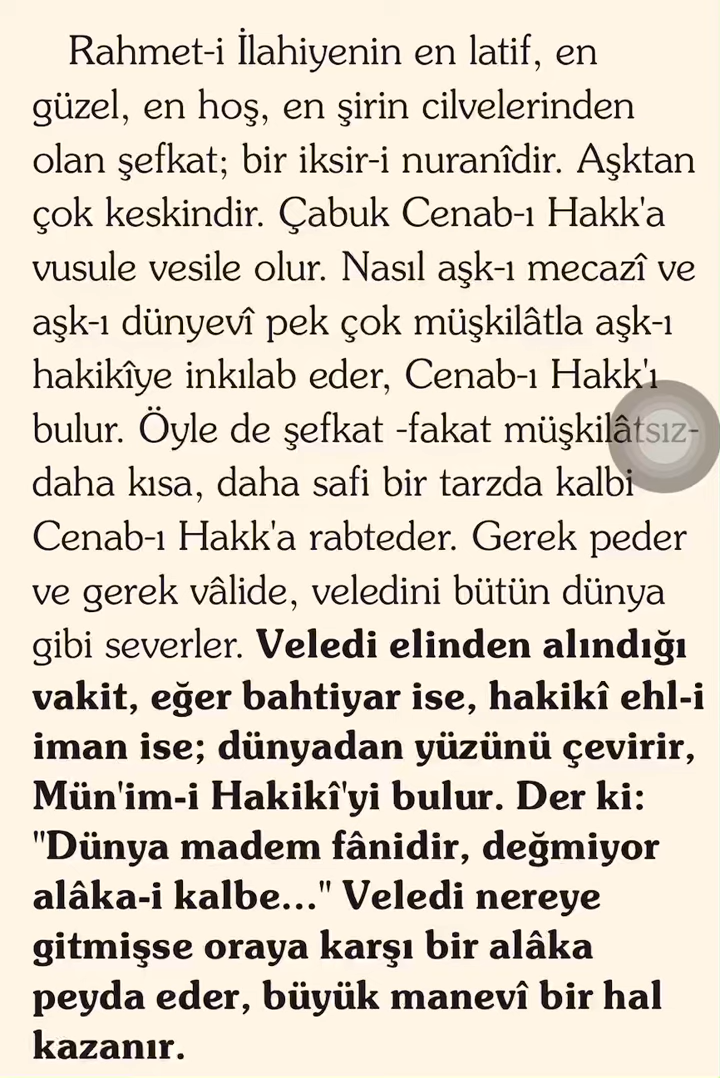 Rahmet-i İlahiyenin en latif, en
güzel, en hoş, en şirin cilvelerinden
olan şefkat; bir iksir-i nuranîdir. Aşktan
çok keskindir. Çabuk Cenab-ı Hakk'a
vusule vesile olur. Nasıl aşk-ı mecazî ve
aşk-ı dünyevî pek çok müşkilâtla aşk-ı
hakikîye inkılab eder, Cenab-ı Hakk'ı
bulur. Öyle de şefkat -fakat müşkilâtsız-
daha kısa, daha safi bir tarzda kalbi
Cenab-ı Hakk'a rabteder. Gerek peder
ve gerek vâlide, veledini bütün dünya
gibi severler. Veledi elinden alındığı
vakit, eğer bahtiyar ise, hakikî ehl-i
iman ise; dünyadan yüzünü çevirir,
Mün'im-i Hakikî'yi bulur. Der ki:
"Dünya madem fânidir, değmiyor
alâka-i kalbe..." Veledi nereye
gitmişse oraya karşı bir alâka
peyda eder, büyük manevî bir hal
kazanır.